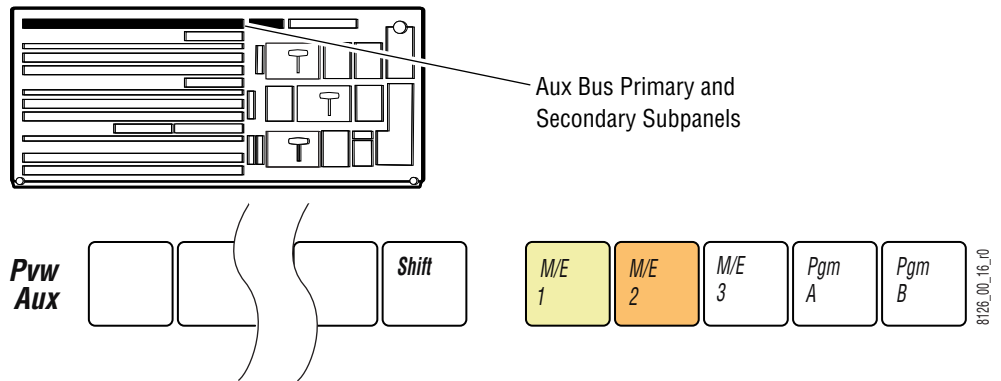 Aux Bus Primary and
Secondary Subpanels
Pvw
Aux
Shift
M/E
1
M/E
2
M/E
3
Pgm
A
Pgm
B
8126_00_16_r0